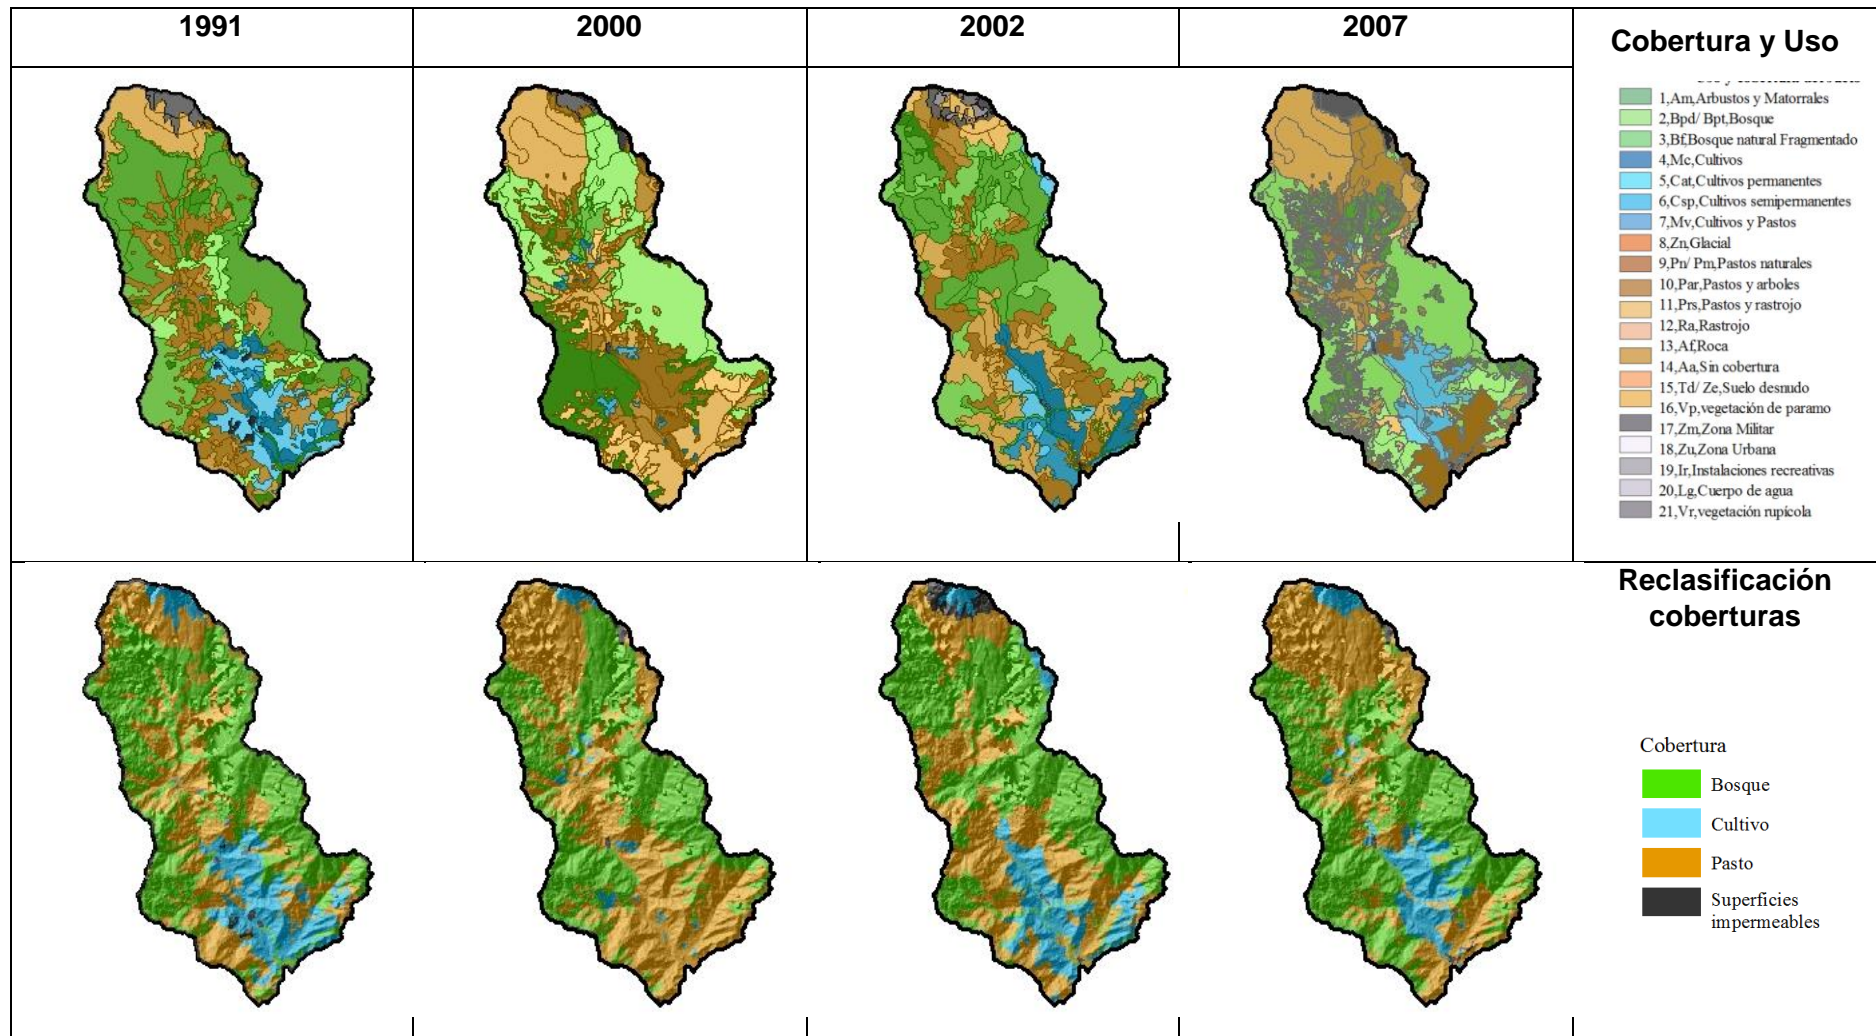 1991
2000
2002
2007
Cobertura y Uso
1,Am,Arbustos y Matorrales
2,Bpd/ Bpt,Bosque
3,Bf,Bosque natural Fragmentado
4,Mc,Cultivos
5,Cat,Cultivos permanentes
6,Csp,Cultivos semipermanentes
7,Mv,Cultivos y Pastos
8,Zn,Glacial
9,Pn/ Pm,Pastos naturales
10,Par,Pastos y arboles
11,Prs,Pastos y rastrojo
12,Ra,Rastrojo
13,Af,Roca
14,Aa,Sin cobertura
15,Td/ Ze,Suelo desnudo
16,Vp,vegetación de paramo
17,Zm,Zona Militar
18,Zu,Zona Urbana
19,Ir,Instalaciones recreativas
20,Lg,Cuerpo de agua
21,Vr,vegetación rupícola
Reclasificación
coberturas
Cobertura
Bosque
Cultivo
Pasto
Superficies
impermeables